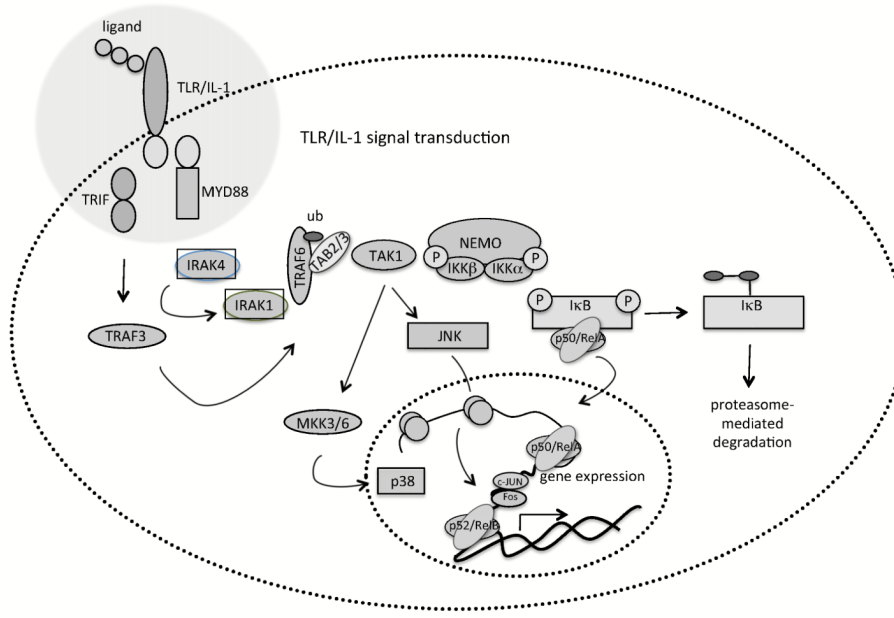 ligand
TLR/IL-1
TLR/IL-1 signal transduction
TRIF
MYD88
ub
IRAK4
TRAF6
TAB2/3
TAK1
NEMO
P
P
IKKβ
IKKα
IRAK1
P
P
IκB
IκB
TRAF3
JNK
p50/RelA
proteasome-
mediated
degradation
MKK3/6
p50/RelA
gene expression
p38
c-JUN
Fos
p52/RelB